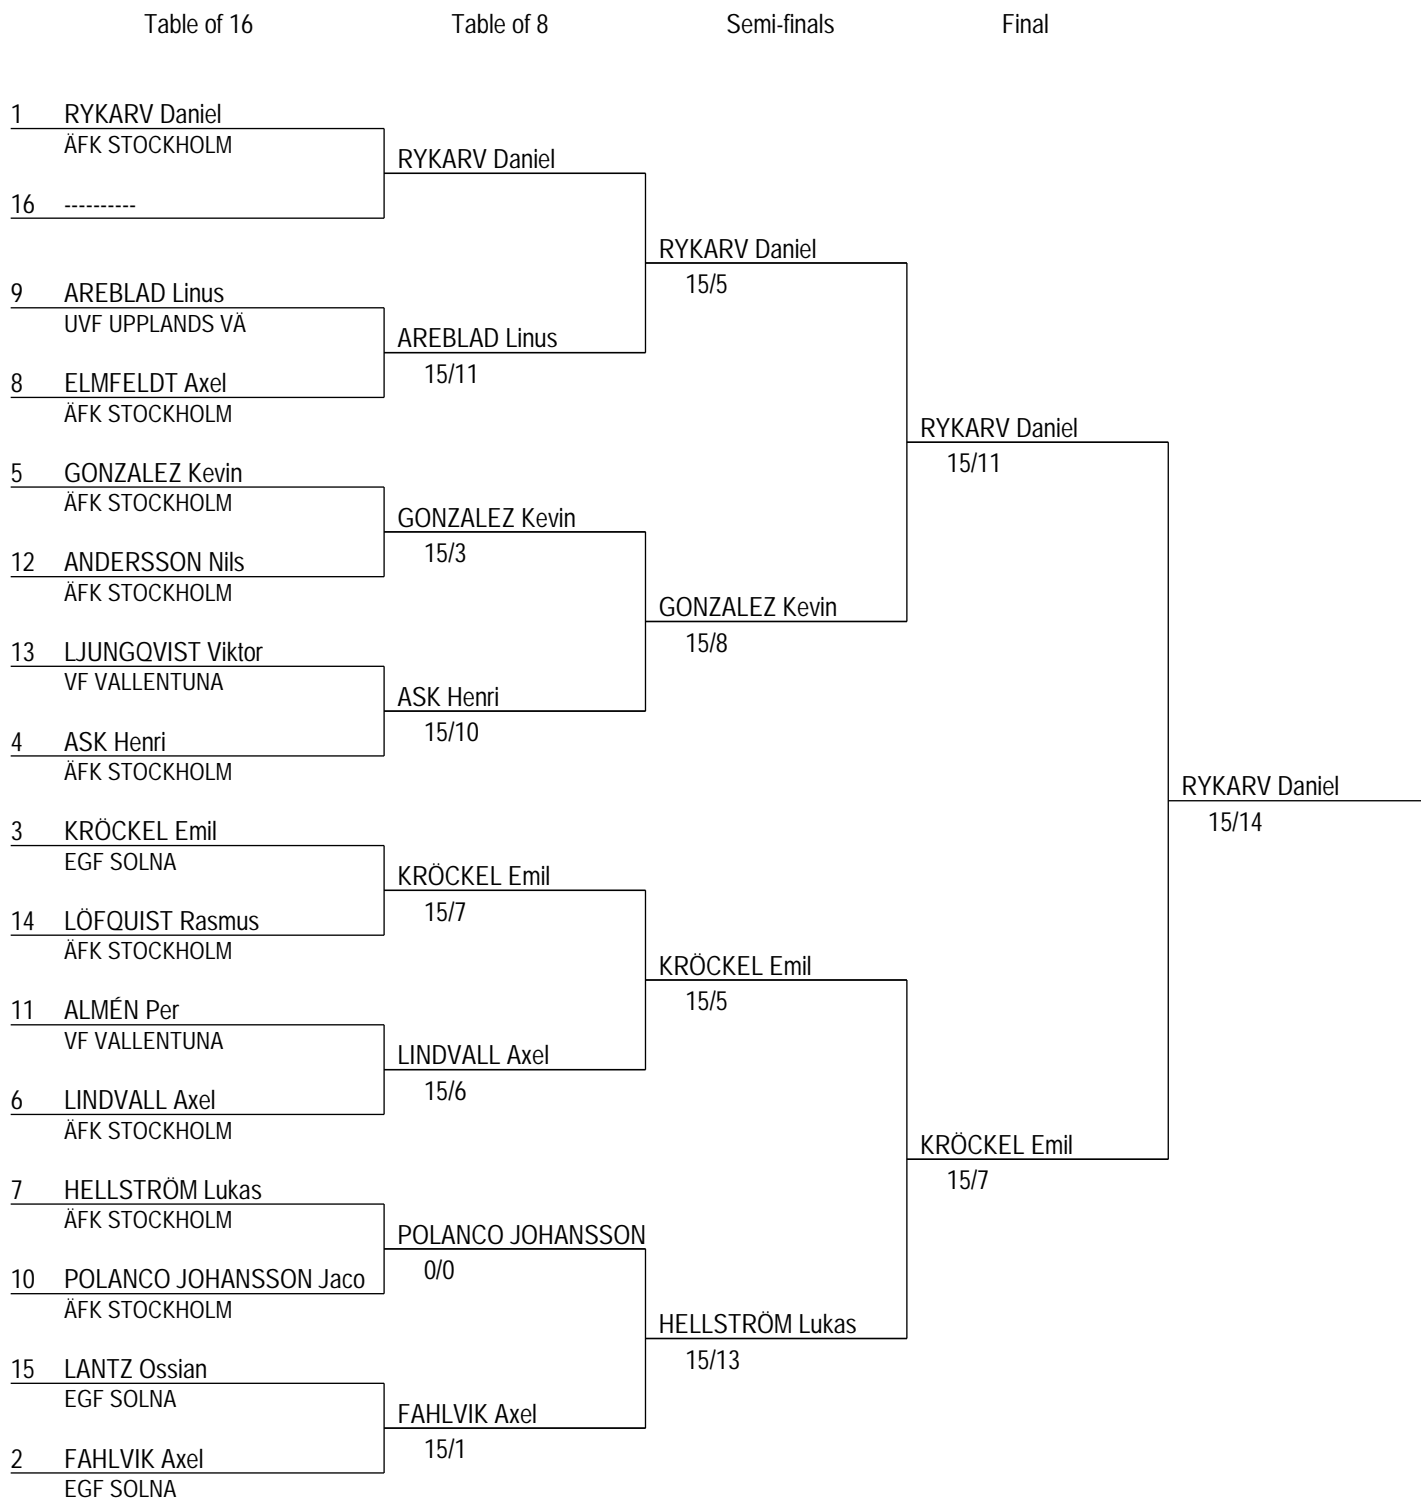 Table of 16 Table of 8 Semi-finals Final
1 RYKARV Daniel
ÄFK STOCKHOLM
RYKARV Daniel
16 ----------
RYKARV Daniel
15/5
9 AREBLAD Linus
UVF UPPLANDS VÄ
AREBLAD Linus
15/11
8 ELMFELDT Axel
ÄFK STOCKHOLM
RYKARV Daniel
15/11
5 GONZALEZ Kevin
ÄFK STOCKHOLM
GONZALEZ Kevin
15/3
12 ANDERSSON Nils
ÄFK STOCKHOLM
GONZALEZ Kevin
15/8
13 LJUNGQVIST Viktor
VF VALLENTUNA
ASK Henri
15/10
4 ASK Henri
ÄFK STOCKHOLM
RYKARV Daniel
15/14
3 KRÖCKEL Emil
EGF SOLNA
KRÖCKEL Emil
15/7
14 LÖFQUIST Rasmus
ÄFK STOCKHOLM
KRÖCKEL Emil
15/5
11 ALMÉN Per
VF VALLENTUNA
LINDVALL Axel
15/6
6 LINDVALL Axel
ÄFK STOCKHOLM
KRÖCKEL Emil
15/7
7 HELLSTRÖM Lukas
ÄFK STOCKHOLM
POLANCO JOHANSSON
0/0
10 POLANCO JOHANSSON Jaco
ÄFK STOCKHOLM
HELLSTRÖM Lukas
15/13
15 LANTZ Ossian
EGF SOLNA
FAHLVIK Axel
15/1
2 FAHLVIK Axel
EGF SOLNA